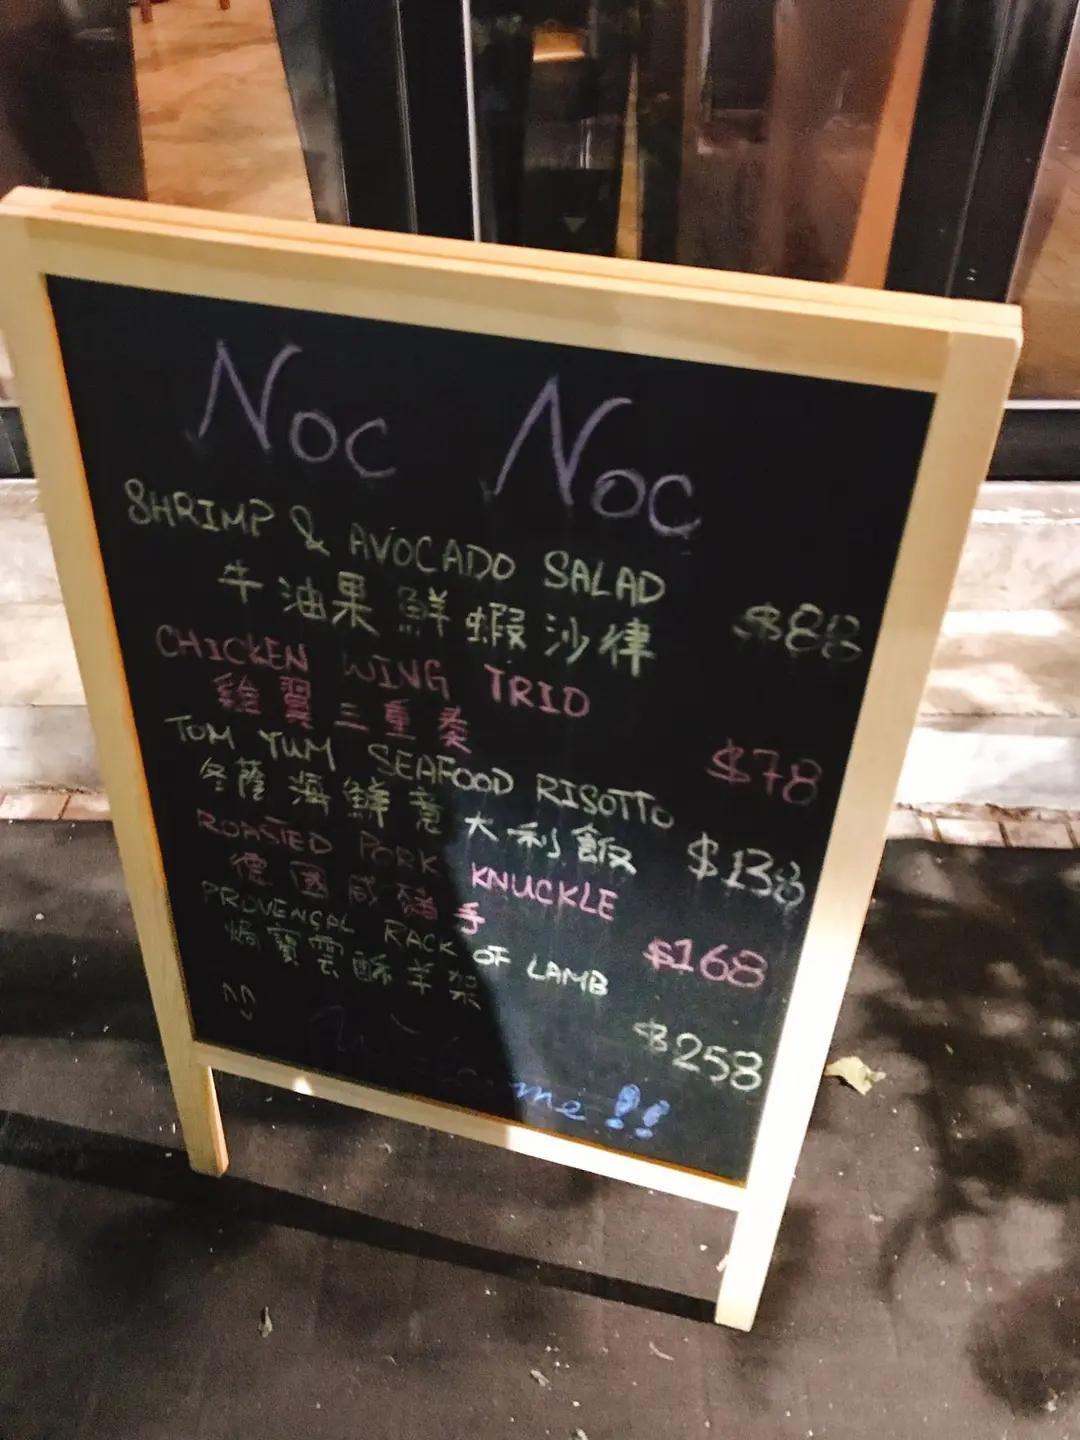 Noc Noc
SHRIMP & AVOCADO SALAD
牛油果鮮蝦沙律 $88
CHICKEN WING TRIO
雞翼三重奏 $78
TOM YUM SEAFOOD RISOTTO
冬蔭海鮮意大利飯 $138
ROASTED PORK KNUCKLE
德國咸豬手 $168
PROVENÇAL RACK OF LAMB
焗寶雲酥羊架 $258